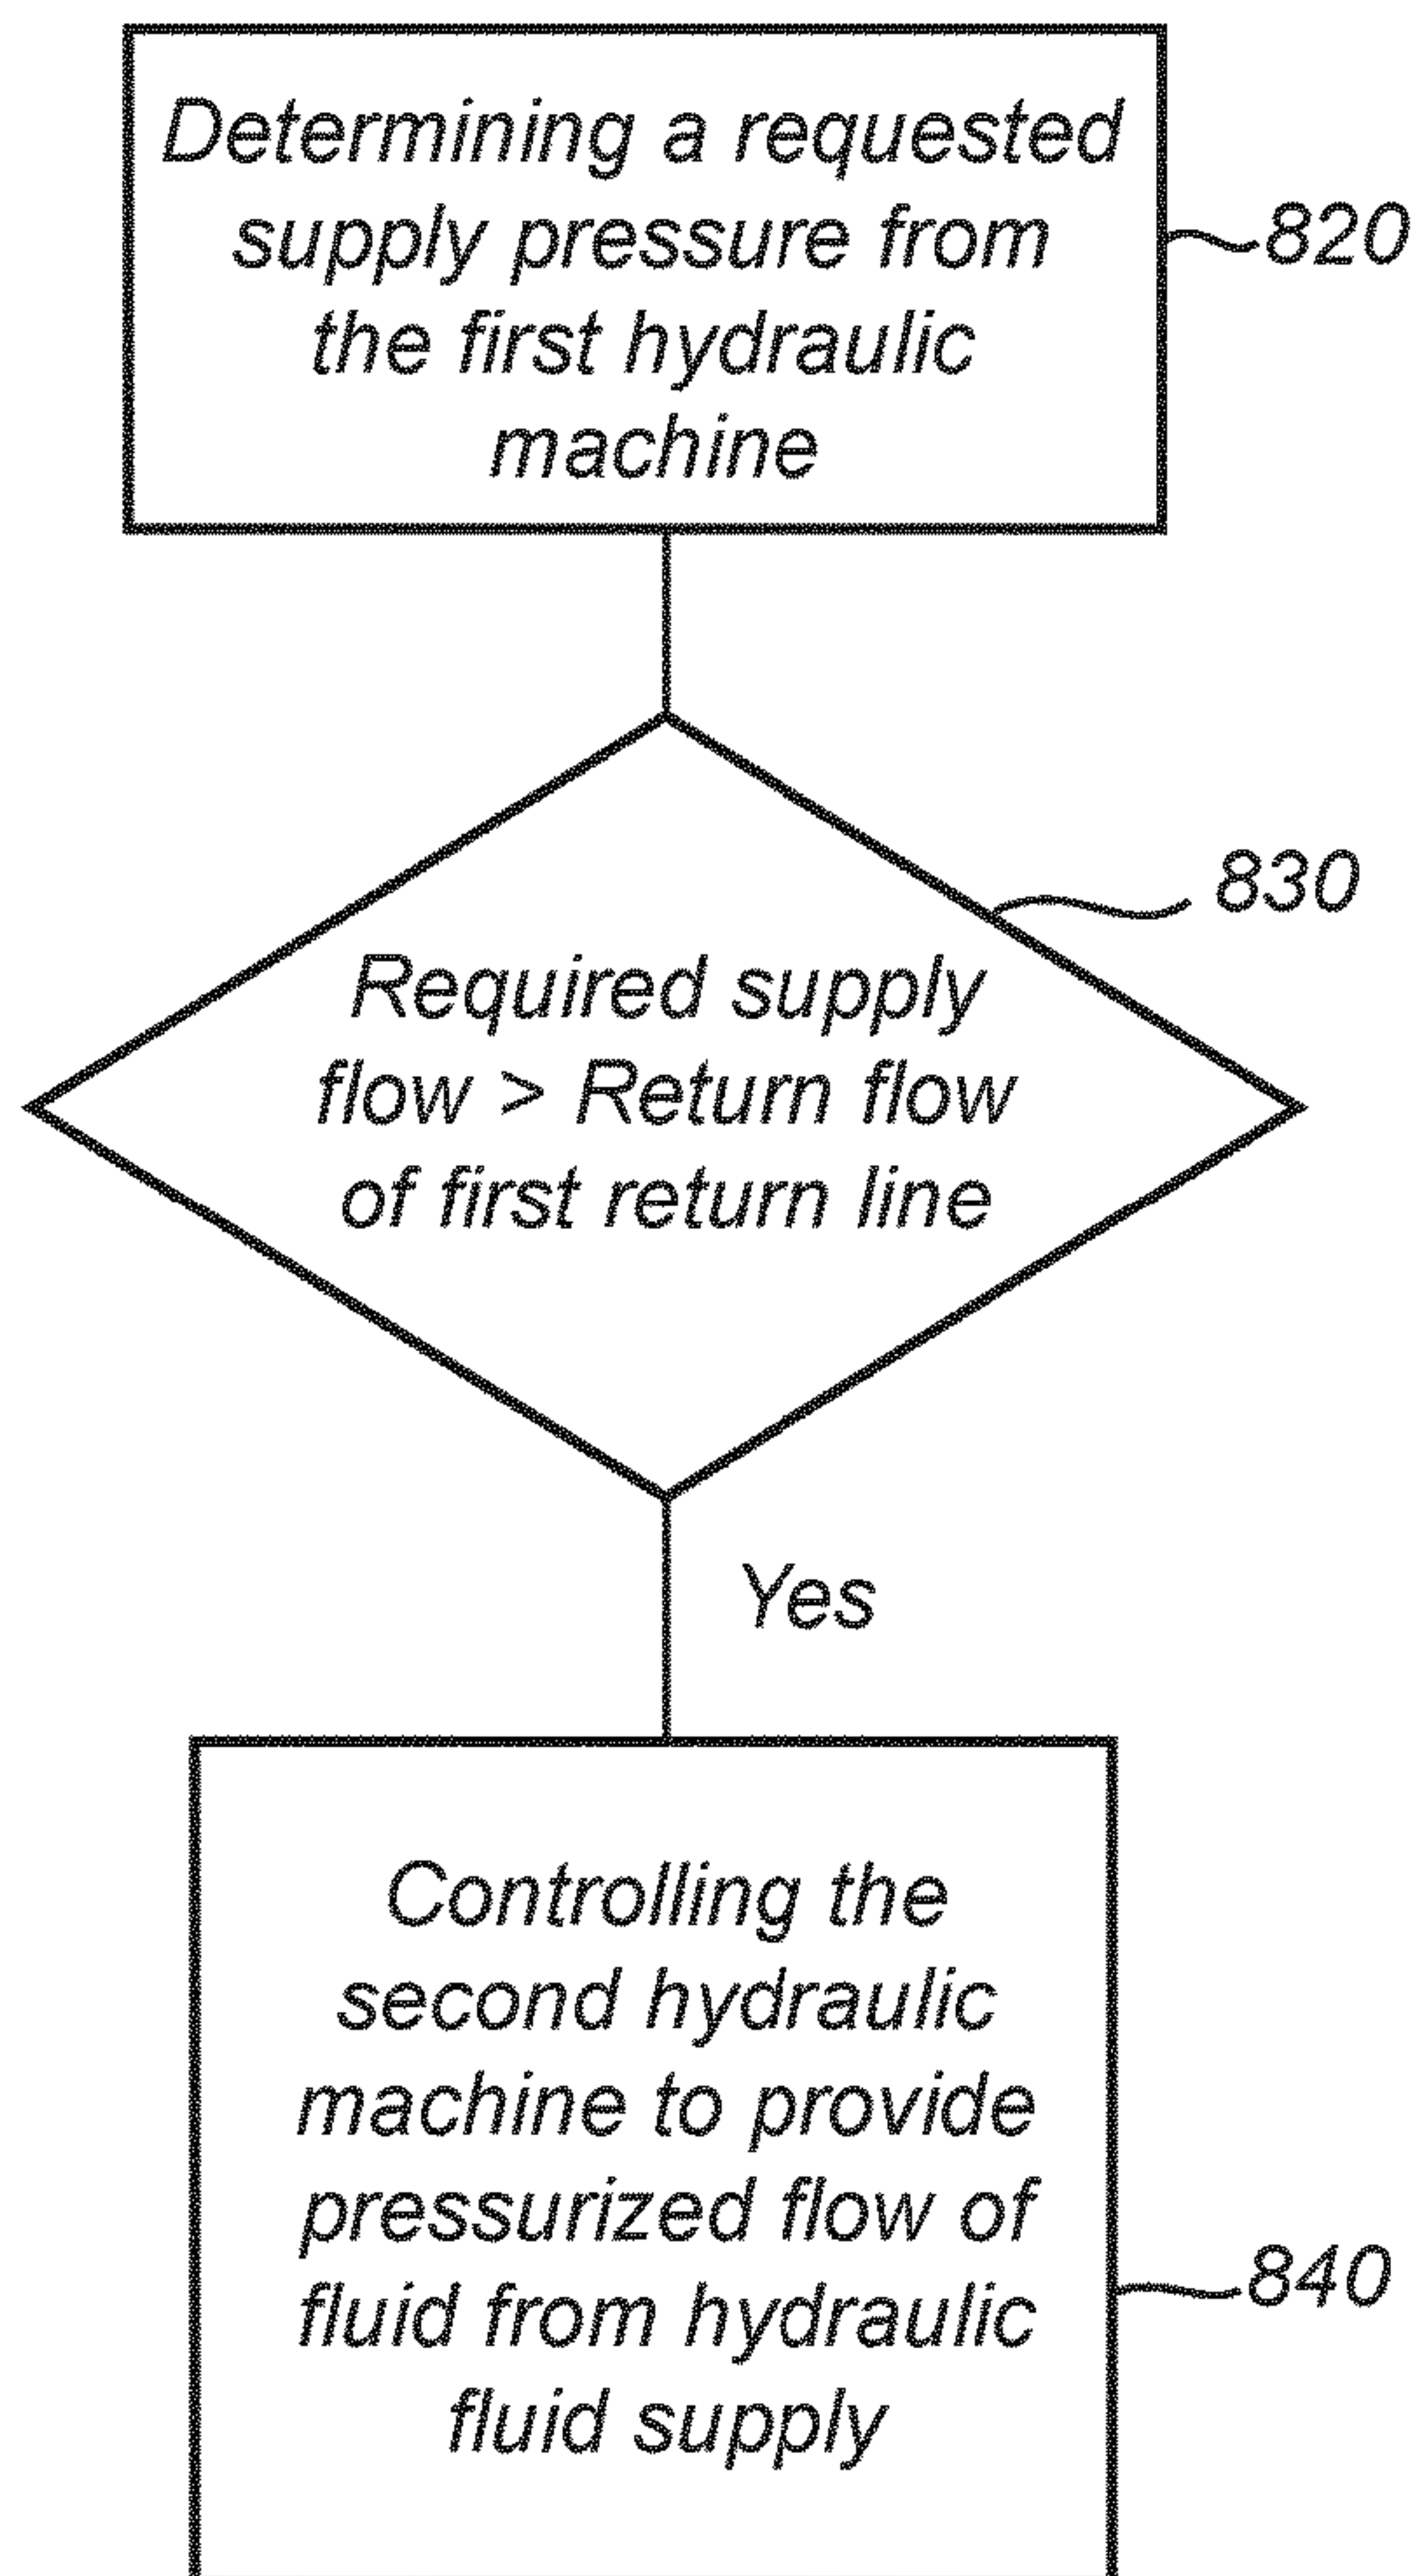 Determining a requested
supply pressure from
the first hydraulic
machine
820
830
Required supply
flow > Return flow
of first return line
Yes
Controlling the
second hydraulic
machine to provide
pressurized flow of
fluid from hydraulic
fluid supply
840